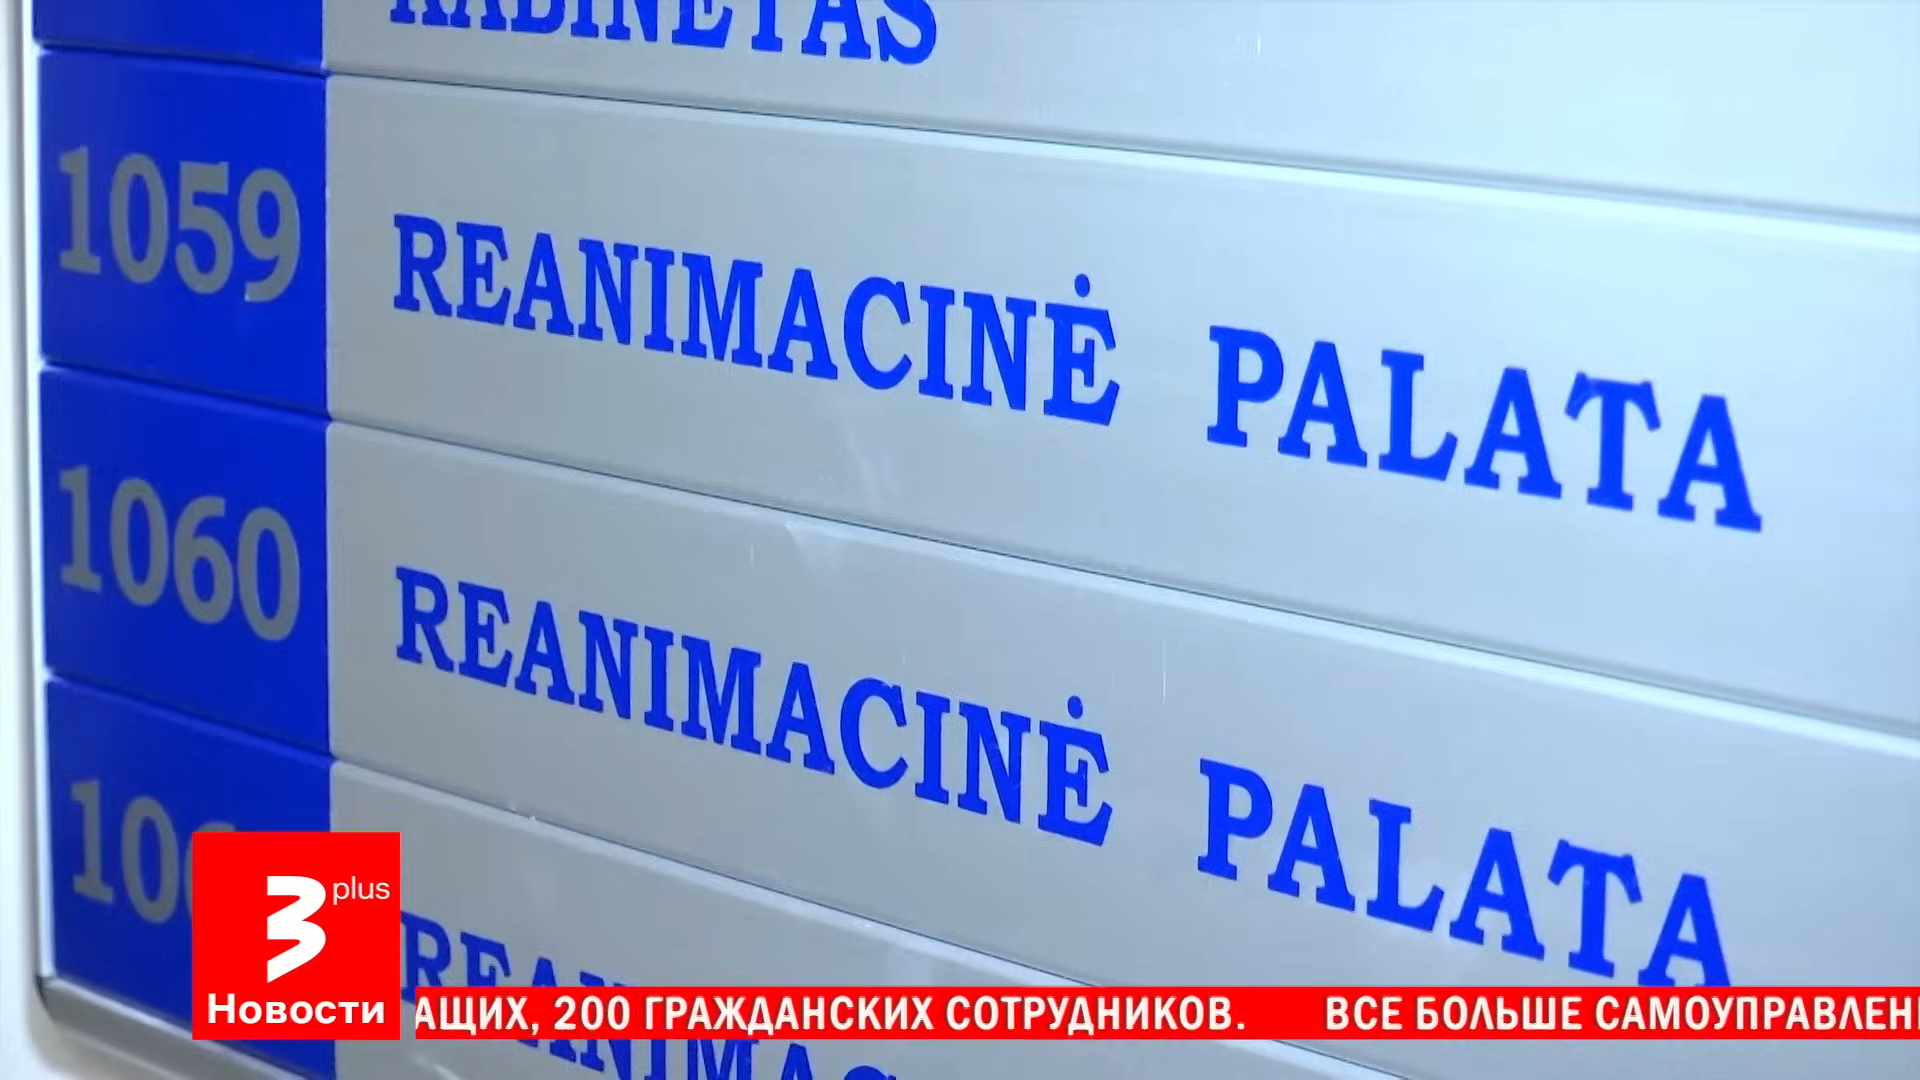 KABINETAS
1059 REANIMACINĖ PALATA
1060 REANIMACINĖ PALATA
3 plus
Новости
АЩИХ, 200 ГРАЖДАНСКИХ СОТРУДНИКОВ. ВСЕ БОЛЬШЕ САМОУПРАВЛЕН